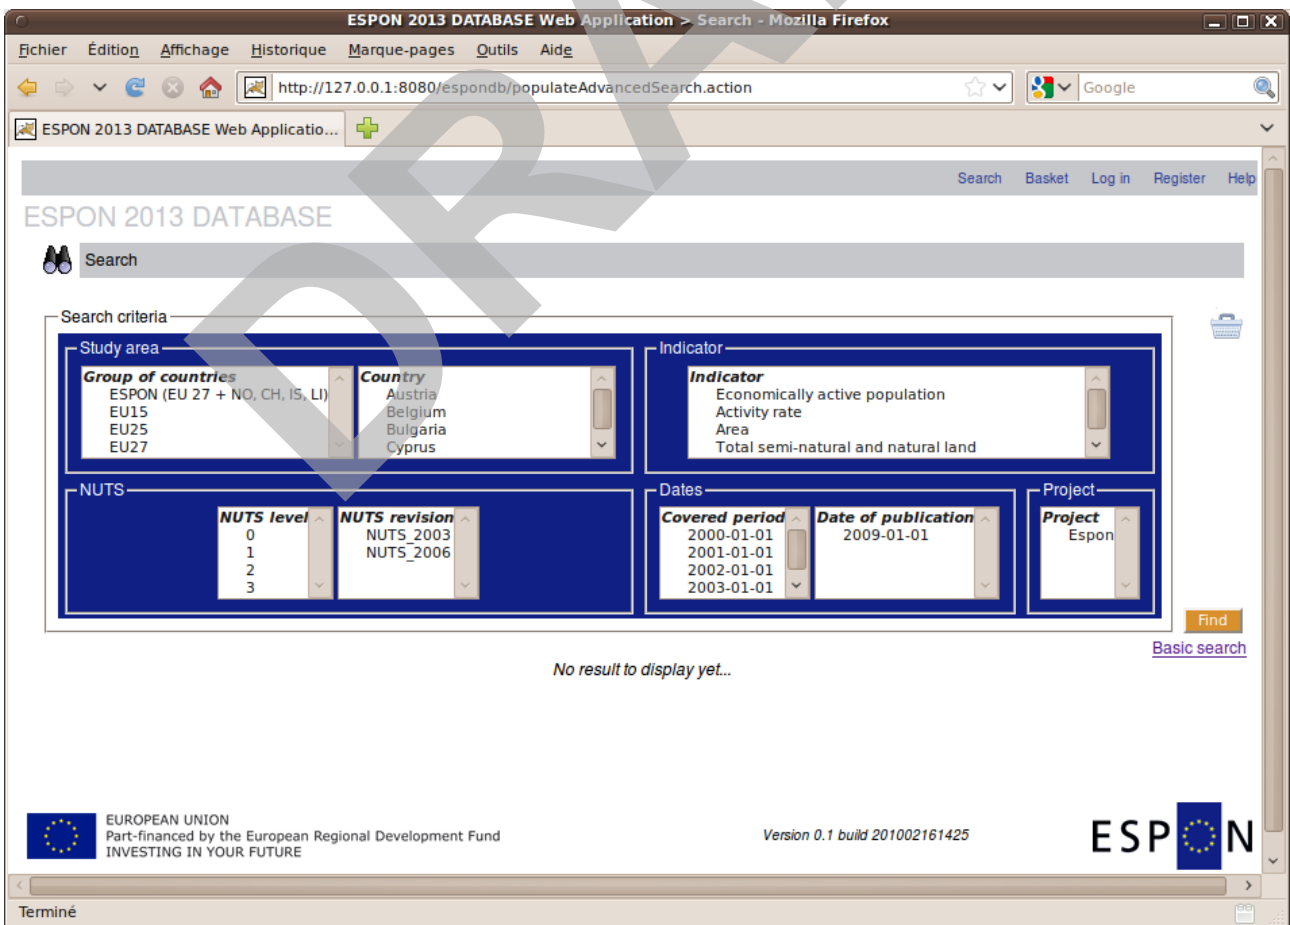 ESPON 2013 DATABASE Web Application > Search - Mozilla Firefox
Fichier Édition Affichage Historique Marque-pages Outils Aide
http://127.0.0.1:8080/espondb/populateAdvancedSearch.action
Google
ESPON 2013 DATABASE Web Applicatio...
Search Basket Log in Register Help
ESPON 2013 DATABASE
Search
Search criteria
Study area
Group of countries
ESPON (EU 27 + NO, CH, IS, LI)
EU15
EU25
EU27
Country
Austria
Belgium
Bulgaria
Cyprus
Indicator
Indicator
Economically active population
Activity rate
Area
Total semi-natural and natural land
NUTS
NUTS level
0
1
2
3
NUTS revision
NUTS_2003
NUTS_2006
Dates
Covered period
2000-01-01
2001-01-01
2002-01-01
2003-01-01
Date of publication
2009-01-01
Project
Project
Espon
Find
Basic search
No result to display yet...
EUROPEAN UNION
Part-financed by the European Regional Development Fund
INVESTING IN YOUR FUTURE
Version 0.1 build 201002161425
ESPON
Terminé